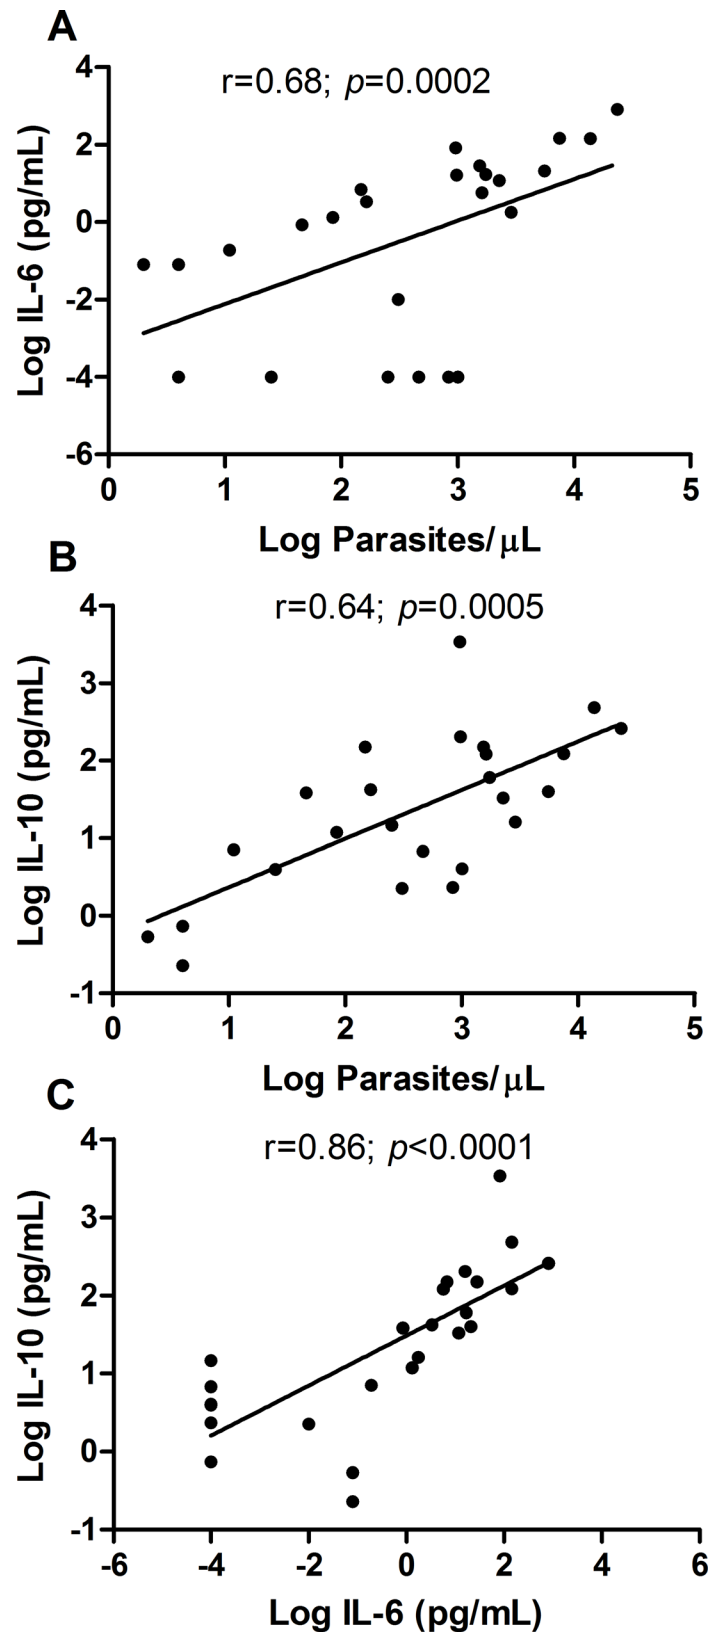 A
r=0.68; p=0.0002
4
2
0
-2
-4
-6
Log IL-6 (pg/mL)
0 1 2 3 4 5
Log Parasites/μL
B
r=0.64; p=0.0005
4
3
2
1
0
-1
Log IL-10 (pg/mL)
0 1 2 3 4 5
Log Parasites/μL
C
r=0.86; p<0.0001
4
3
2
1
0
-1
Log IL-10 (pg/mL)
-6 -4 -2 0 2 4 6
Log IL-6 (pg/mL)